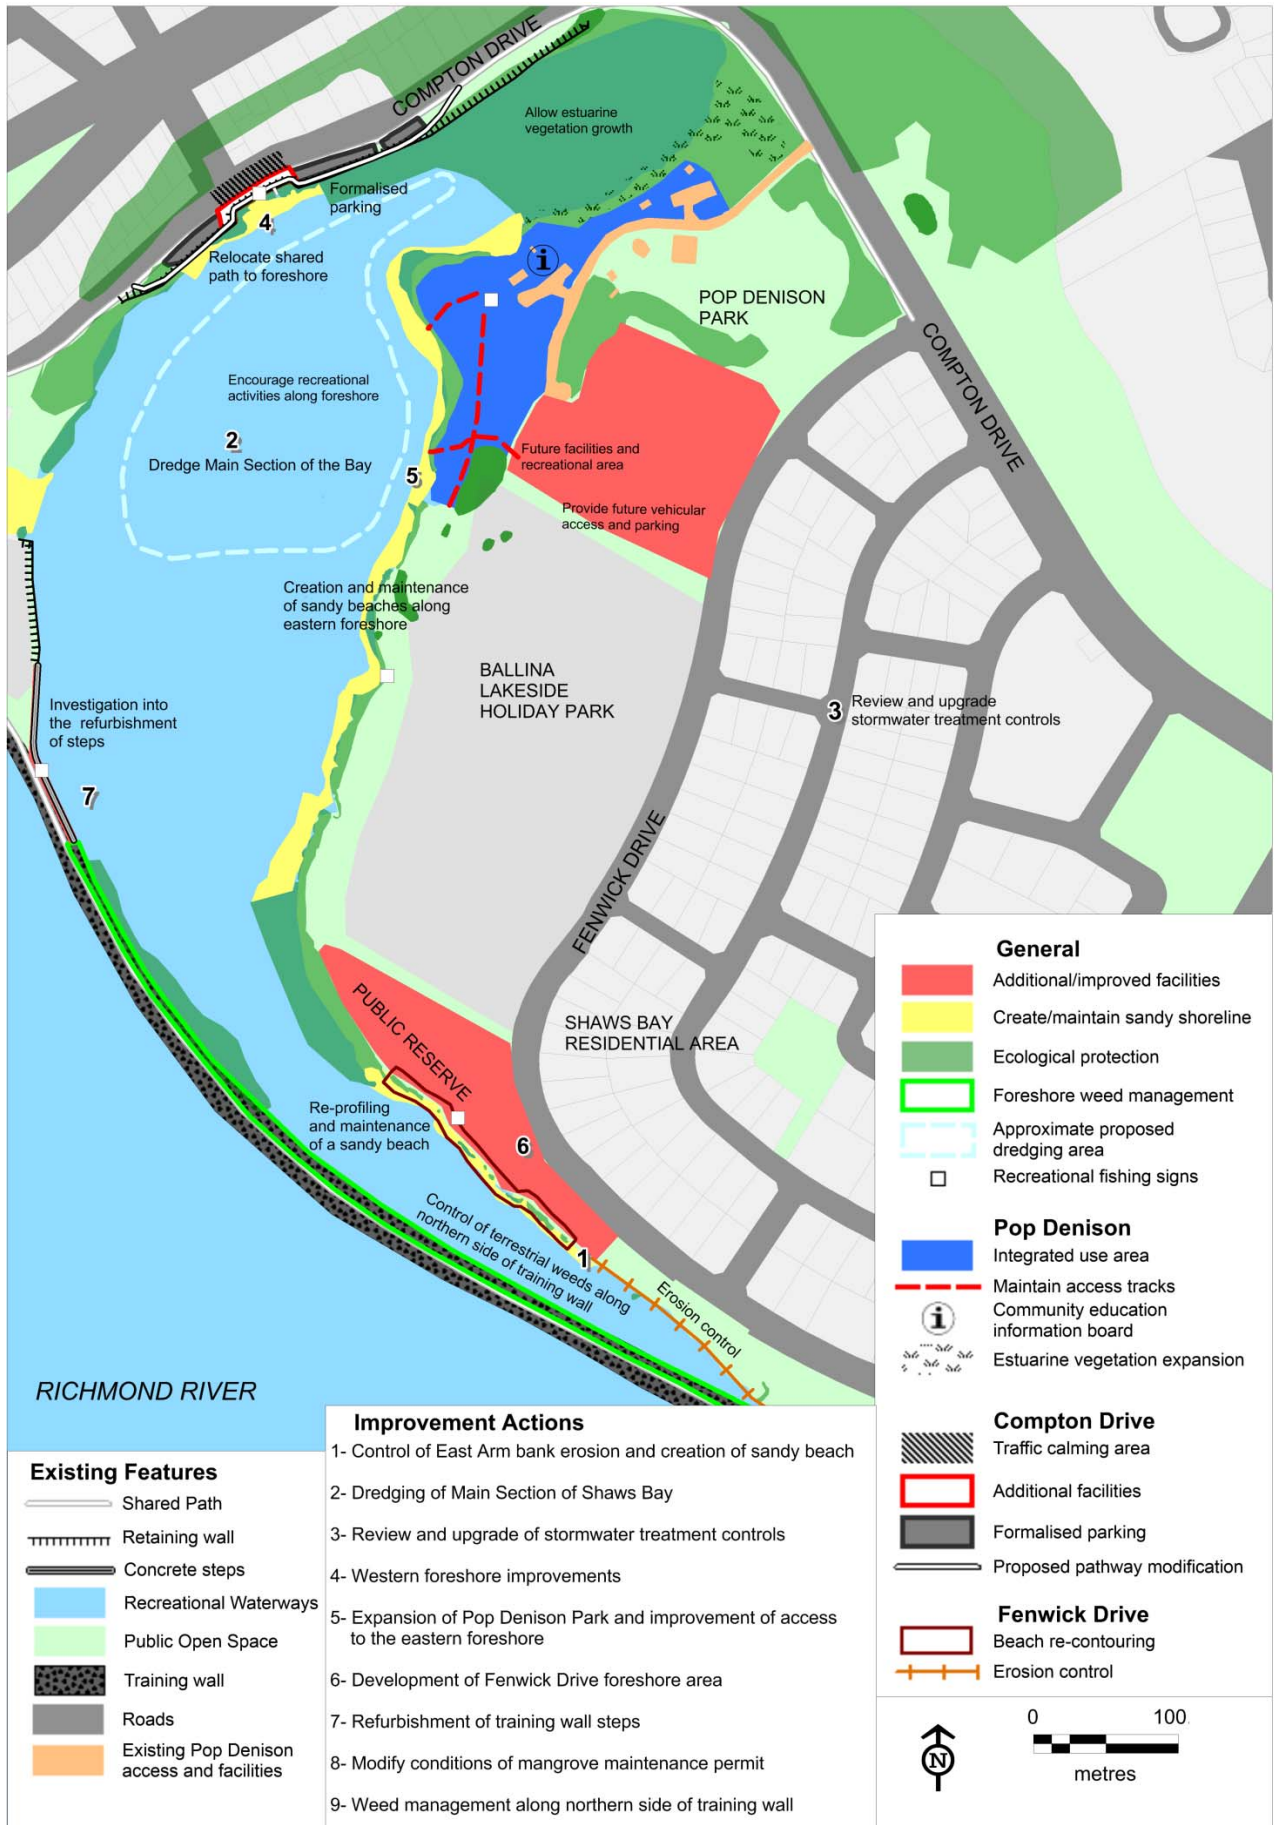 COMPTON DRIVE
Allow estuarine
vegetation growth
Formalised
parking
4
Relocate shared
path to foreshore
i
POP DENISON
PARK
COMPTON DRIVE
Encourage recreational
activities along foreshore
2
Dredge Main Section of the Bay
5
Future facilities and
recreational area
Provide future vehicular
access and parking
Creation and maintenance
of sandy beaches along
eastern foreshore
BALLINA
LAKESIDE
HOLIDAY PARK
Investigation into
the refurbishment
of steps
7
3
Review and upgrade
stormwater treatment controls
FENWICK DRIVE
PUBLIC RESERVE
SHAWS BAY
RESIDENTIAL AREA
Re-profiling
and maintenance
of a sandy beach
6
Control of terrestrial weeds along
northern side of training wall
1
Erosion control
RICHMOND RIVER
General
Additional/improved facilities
Create/maintain sandy shoreline
Ecological protection
Foreshore weed management
Approximate proposed
dredging area
Recreational fishing signs
Pop Denison
Integrated use area
Maintain access tracks
i
Community education
information board
Estuarine vegetation expansion
Compton Drive
Traffic calming area
Additional facilities
Formalised parking
Proposed pathway modification
Fenwick Drive
Beach re-contouring
Erosion control
Existing Features
Shared Path
Retaining wall
Concrete steps
Recreational Waterways
Public Open Space
Training wall
Roads
Existing Pop Denison
access and facilities
Improvement Actions
1- Control of East Arm bank erosion and creation of sandy beach
2- Dredging of Main Section of Shaws Bay
3- Review and upgrade of stormwater treatment controls
4- Western foreshore improvements
5- Expansion of Pop Denison Park and improvement of access
to the eastern foreshore
6- Development of Fenwick Drive foreshore area
7- Refurbishment of training wall steps
8- Modify conditions of mangrove maintenance permit
9- Weed management along northern side of training wall
N
0 100
metres